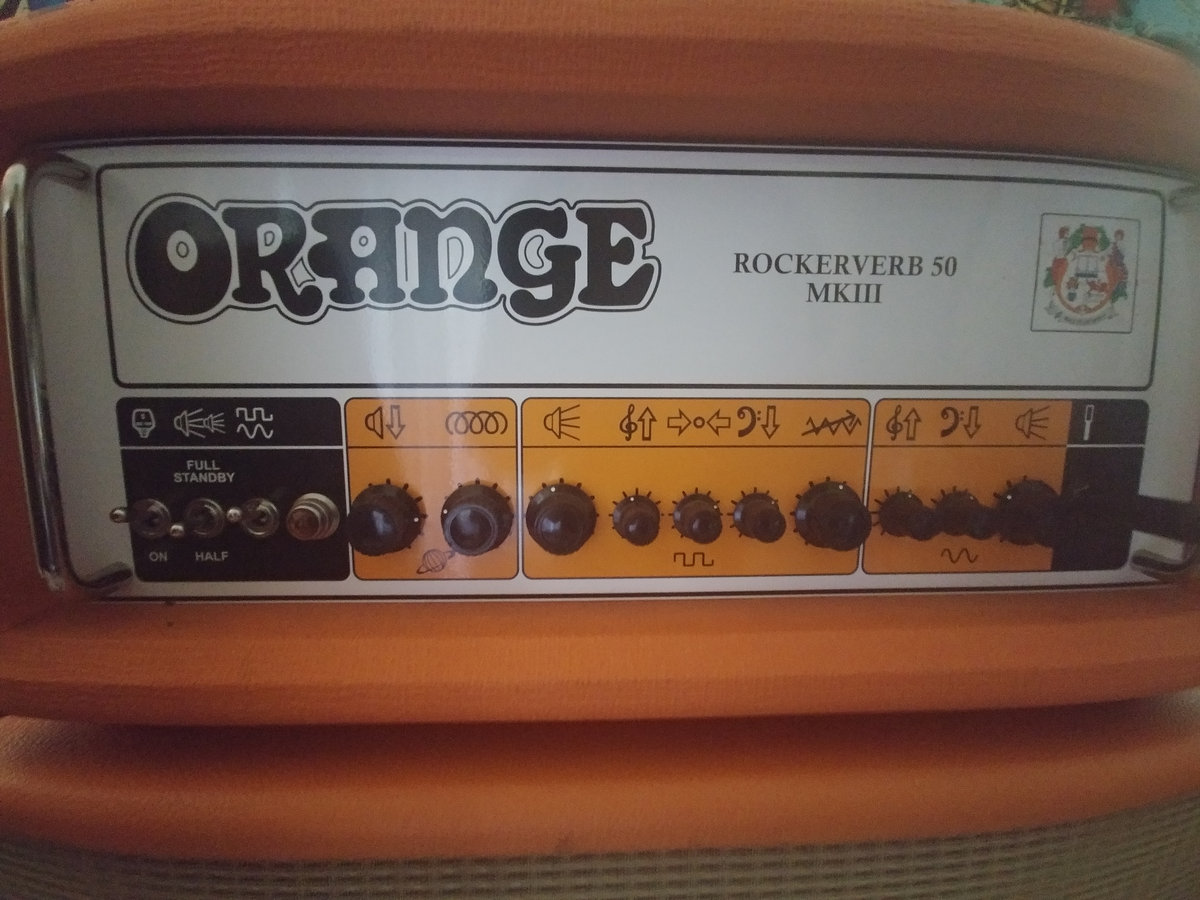 ORANGE
ROCKERVERB 50
MKIII
FULL
STANDBY
ON
HALF